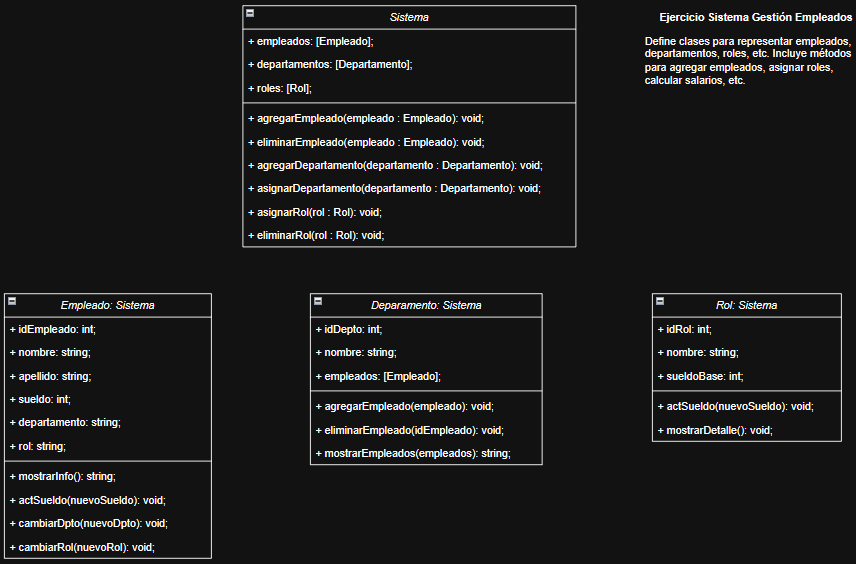 Sistema
+ empleados: [Empleado];
+ departamentos: [Departamento];
+ roles: [Rol];
+ agregarEmpleado(empleado : Empleado): void;
+ eliminarEmpleado(empleado : Empleado): void;
+ agregarDepartamento(departamento : Departamento): void;
+ asignarDepartamento(departamento : Departamento): void;
+ asignarRol(rol : Rol): void;
+ eliminarRol(rol : Rol): void;
Ejercicio Sistema Gestión Empleados
Define clases para representar empleados,
departamentos, roles, etc. Incluye métodos
para agregar empleados, asignar roles,
calcular salarios, etc.
Empleado: Sistema
+ idEmpleado: int;
+ nombre: string;
+ apellido: string;
+ sueldo: int;
+ departamento: string;
+ rol: string;
+ mostrarInfo(): string;
+ actSueldo(nuevoSueldo): void;
+ cambiarDpto(nuevoDpto): void;
+ cambiarRol(nuevoRol): void;
Deparamento: Sistema
+ idDepto: int;
+ nombre: string;
+ empleados: [Empleado];
+ agregarEmpleado(empleado): void;
+ eliminarEmpleado(idEmpleado): void;
+ mostrarEmpleados(empleados): string;
Rol: Sistema
+ idRol: int;
+ nombre: string;
+ sueldoBase: int;
+ actSueldo(nuevoSueldo): void;
+ mostrarDetalle(): void;